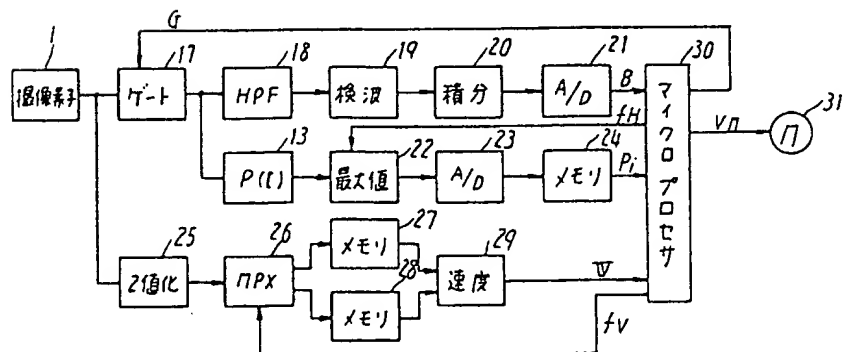 G
1 17 18 19 20 21 30
撮像素子 ゲート HPF 検波 積分 A/D B マイクロプロセサ
fH VM 31
13 22 23 24 M
P(t) 最大値 A/D メモリ Pi
25 26 27 29
2値化 MPX メモリ 速度 V
28
メモリ fV